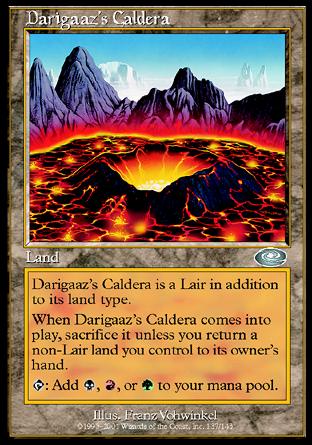 Darigaaz's Caldera
Land
Darigaaz's Caldera is a Lair in addition
to its land type.
When Darigaaz's Caldera comes into
play, sacrifice it unless you return a
non-Lair land you control to its owner's
hand.
: Add , , or to your mana pool.
Illus. Franz Vohwinkel
Wizards of the Coast, Inc. 137/143